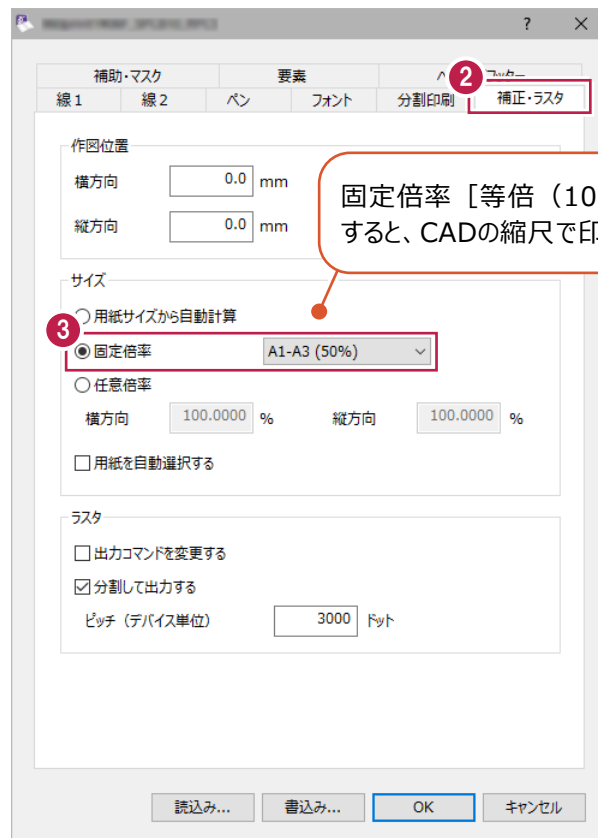 ? ×
補助・マスク 要素
線1 線2 ペン フォント 分割印刷 補正・ラスタ
2
作図位置
横方向 0.0 mm
縦方向 0.0 mm
固定倍率［等倍（10
すると、CADの縮尺で印
サイズ
用紙サイズから自動計算
3
固定倍率 A1-A3 (50%)
任意倍率
横方向 100.0000 % 縦方向 100.0000 %
用紙を自動選択する
ラスタ
出力コマンドを変更する
分割して出力する
ピッチ（デバイス単位） 3000 ドット
読込み... 書込み... OK キャンセル